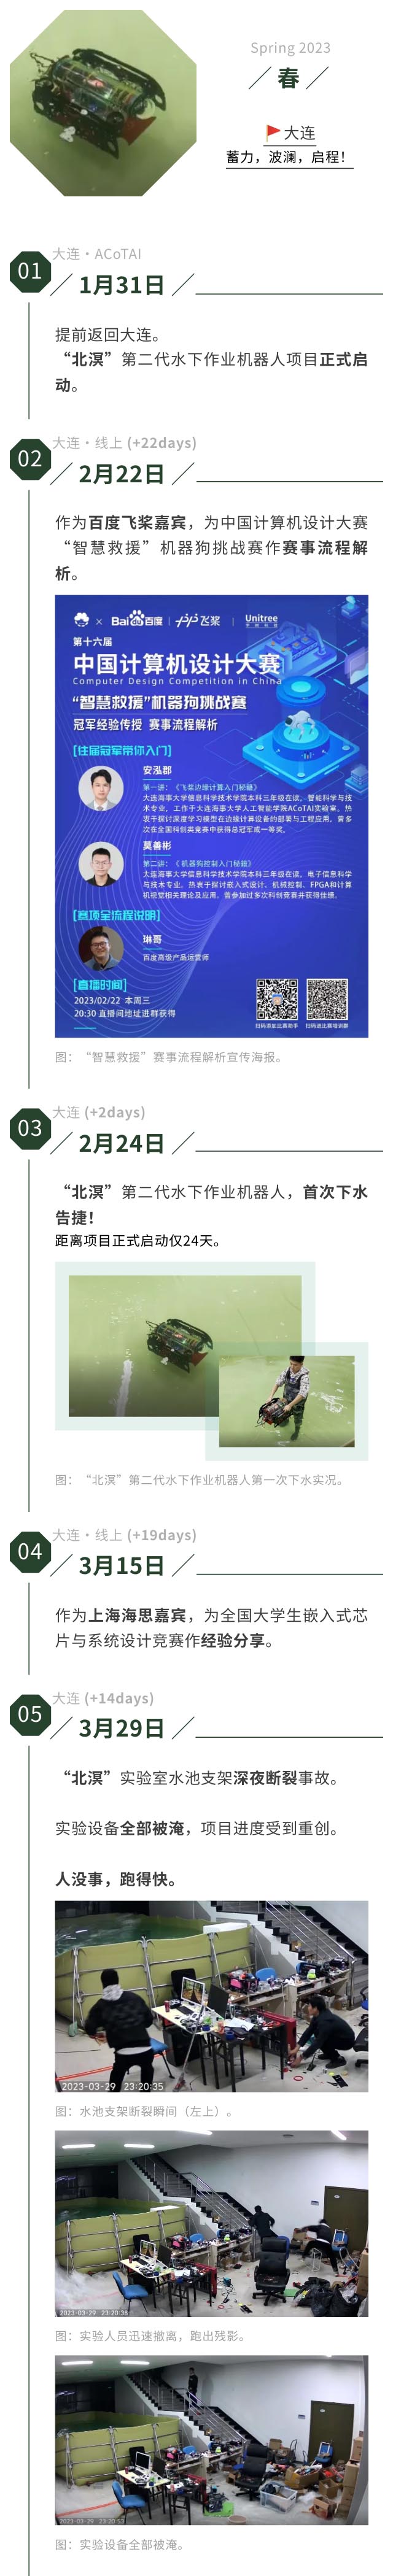 Spring 2023
春
🚩大连
蓄力，波澜，启程！
01
大连·ACoTAI
1月31日
提前返回大连。
“北溟”第二代水下作业机器人项目正式启
动。
02
大连·线上 (+22days)
2月22日
作为百度飞桨嘉宾，为中国计算机设计大赛
“智慧救援”机器狗挑战赛作赛事流程解
析。
× Bai百度 飞桨 Unitree
第十六届
中国计算机设计大赛
Computer Design Competition in China
“智慧救援”机器狗挑战赛
冠军经验传授 赛事流程解析
[往届冠军带你入门]
安泓郡
第一讲：《飞桨边缘计算入门秘籍》
大连海事大学信息科学技术学院本科三年级在读，智能科学与技
术专业，工作于大连海事大学人工智能学院ACoTAI实验室。热
衷于探讨深度学习模型在边缘计算设备的部署与工程应用，曾多
次在全国科创类竞赛中获得总冠军或一等奖。
莫善彬
第二讲：《机器狗控制入门秘籍》
大连海事大学信息科学技术学院本科三年级在读，电子信息科学
与技术专业。热衷于探讨嵌入式设计、机械控制、FPGA和计算
机视觉相关理论及应用，曾参加过多次科创竞赛并获得佳绩。
[赛项全流程说明]
琳哥
百度高级产品运营师
[直播时间]
2023/02/22 本周三
20:30 直播间地址进群获得
扫码添加比赛助手 扫码进比赛培训群
图：“智慧救援”赛事流程解析宣传海报。
03
大连 (+2days)
2月24日
“北溟”第二代水下作业机器人，首次下水
告捷！
距离项目正式启动仅24天。
图：“北溟”第二代水下作业机器人第一次下水实况。
04
大连·线上 (+19days)
3月15日
作为上海海思嘉宾，为全国大学生嵌入式芯
片与系统设计竞赛作经验分享。
05
大连 (+14days)
3月29日
“北溟”实验室水池支架深夜断裂事故。
实验设备全部被淹，项目进度受到重创。
人没事，跑得快。
2023-03-29 23:20:35
图：水池支架断裂瞬间（左上）。
2023-03-29 23:20:38
图：实验人员迅速撤离，跑出残影。
图：实验设备全部被淹。